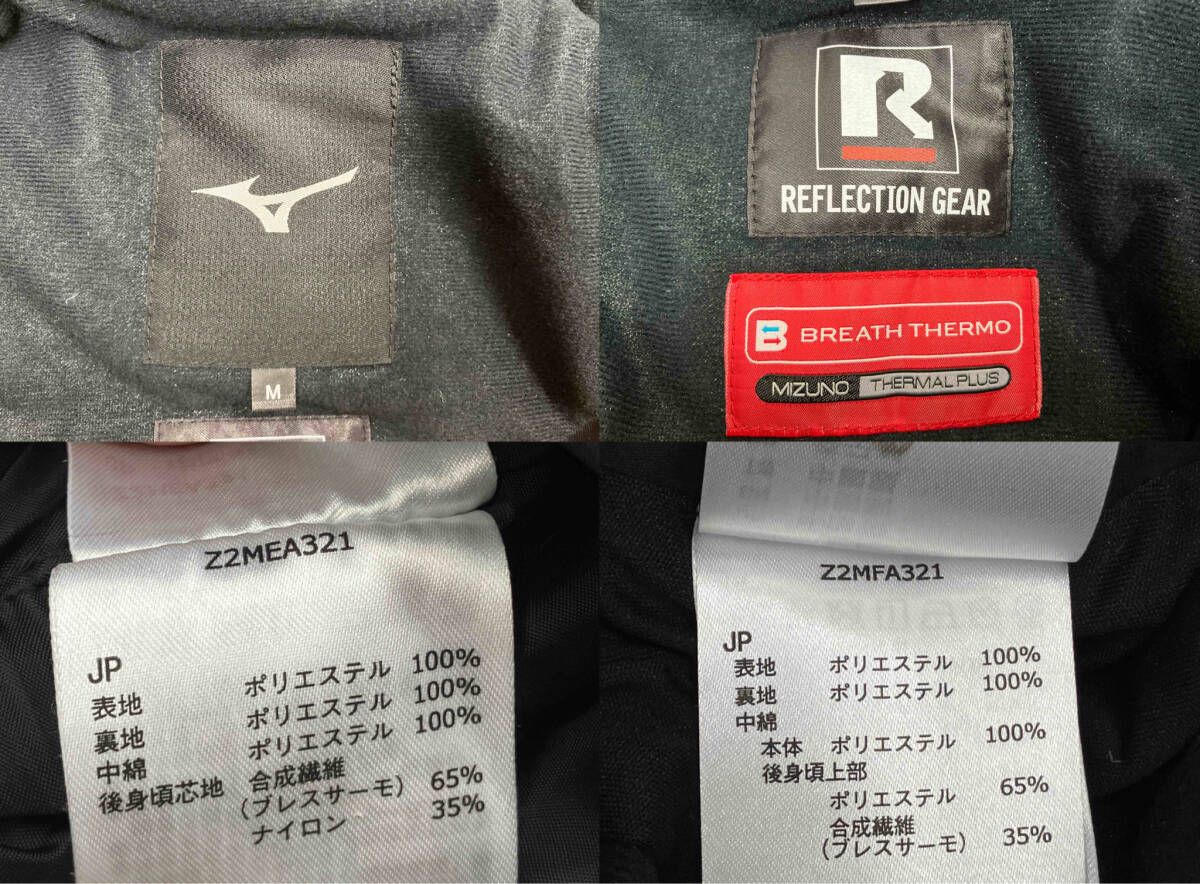 M
R
REFLECTION GEAR
B BREATH THERMO
MIZUNO THERMAL PLUS
Z2MEA321
JP
表地 ポリエステル 100%
裏地 ポリエステル 100%
中綿 ポリエステル 100%
後身頃芯地 合成繊維
(ブレスサーモ) 65%
ナイロン 35%
Z2MFA321
JP
表地 ポリエステル 100%
裏地 ポリエステル 100%
中綿
本体 ポリエステル 100%
後身頃上部
ポリエステル 65%
合成繊維
(ブレスサーモ) 35%